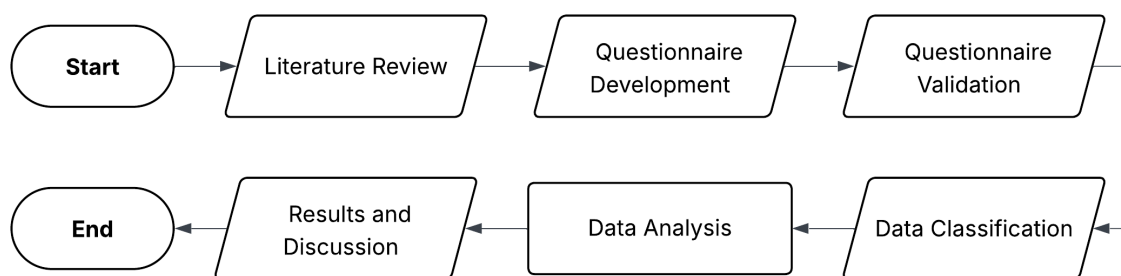 Start
Literature Review
Questionnaire
Development
Questionnaire
Validation
End
Results and
Discussion
Data Analysis
Data Classification